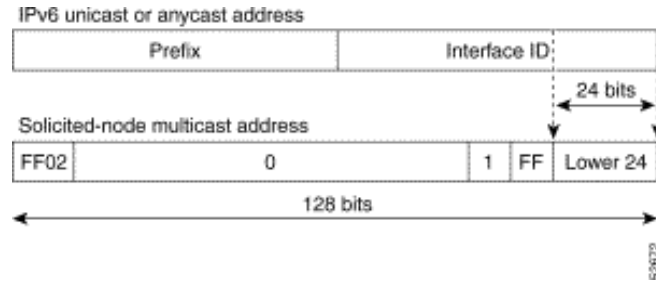 IPv6 unicast or anycast address
Prefix Interface ID
24 bits
Solicited-node multicast address
FF02 0 1 FF Lower 24
128 bits
52673